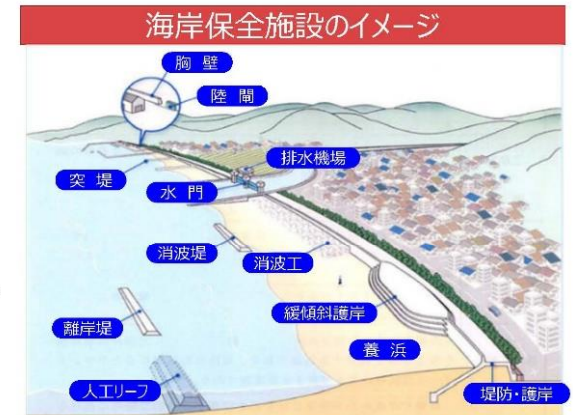 海岸保全施設のイメージ
胸 壁
陸 閘
排水機場
突 堤
水 門
消波堤
消波工
緩傾斜護岸
離岸堤
養 浜
人工リーフ
堤防・護岸